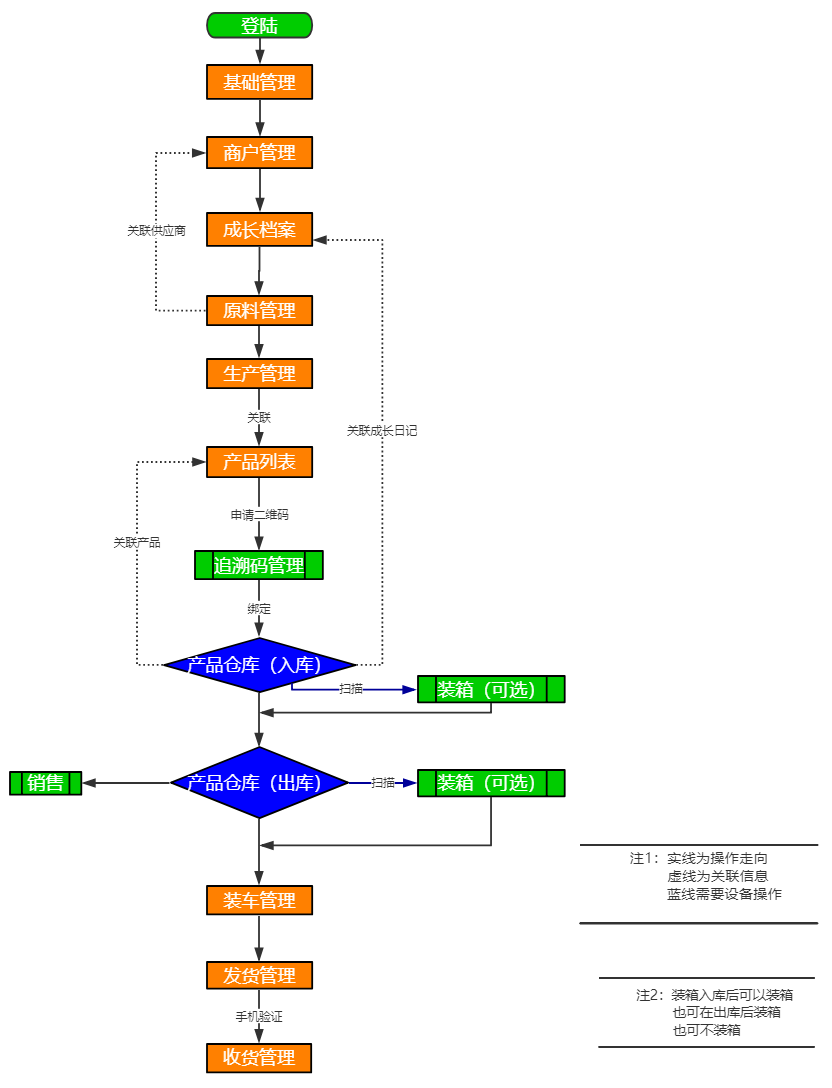 登陆
基础管理
商户管理
成长档案
关联供应商
原料管理
生产管理
关联
关联成长日记
产品列表
申请二维码
关联产品
追溯码管理
绑定
产品仓库（入库）
扫描
装箱（可选）
销售
产品仓库（出库）
扫描
装箱（可选）
注1：实线为操作走向
虚线为关联信息
蓝线需要设备操作
装车管理
发货管理
注2：装箱入库后可以装箱
也可在出库后装箱
也可不装箱
手机验证
收货管理